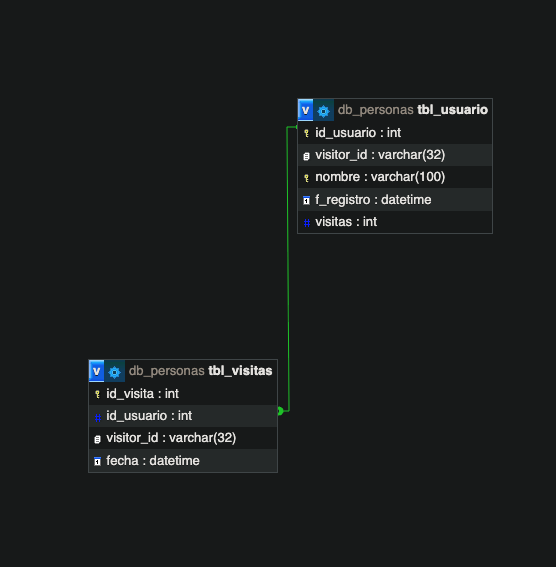 v db_personas tbl_usuario
id_usuario : int
visitor_id : varchar(32)
nombre : varchar(100)
f_registro : datetime
visitas : int
v db_personas tbl_visitas
id_visita : int
id_usuario : int
visitor_id : varchar(32)
fecha : datetime